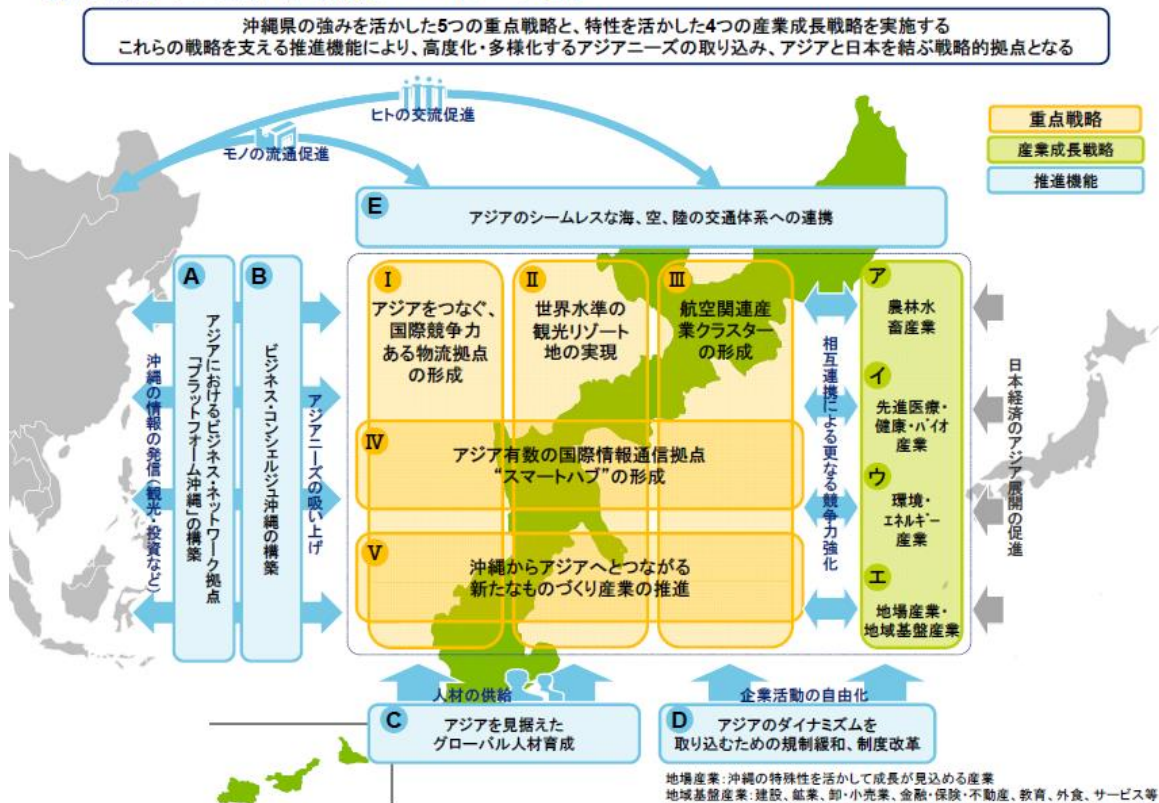 沖縄県の強みを活かした5つの重点戦略と、特性を活かした4つの産業成長戦略を実施する
これらの戦略を支える推進機能により、高度化・多様化するアジアニーズの取り込み、アジアと日本を結ぶ戦略的拠点となる
ヒトの交流促進
モノの流通促進
重点戦略
産業成長戦略
推進機能
E
アジアのシームレスな海、空、陸の交通体系への連携
沖縄の情報の発信(観光・投資など)
A
アジアにおけるビジネス・ネットワーク拠点
「プラットフォーム沖縄」の構築
B
ビジネス・コンシェルジュ沖縄の構築
アジアニーズの吸い上げ
Ⅰ
アジアをつなぐ、
国際競争力
ある物流拠点
の形成
Ⅱ
世界水準の
観光リゾート
地の実現
Ⅲ
航空関連産
業クラスター
の形成
Ⅳ
アジア有数の国際情報通信拠点
“スマートハブ”の形成
Ⅴ
沖縄からアジアへとつながる
新たなものづくり産業の推進
相互連携による更なる競争力強化
ア
農林水
畜産業
イ
先進医療・
健康・バイオ
産業
ウ
環境・
エネルギー
産業
エ
地場産業・
地域基盤産業
日本経済のアジア展開の促進
人材の供給
C
アジアを見据えた
グローバル人材育成
企業活動の自由化
D
アジアのダイナミズムを
取り込むための規制緩和、制度改革
地場産業:沖縄の特殊性を活かして成長が見込める産業
地域基盤産業:建設、鉱業、卸・小売業、金融・保険・不動産、教育、外食、サービス等